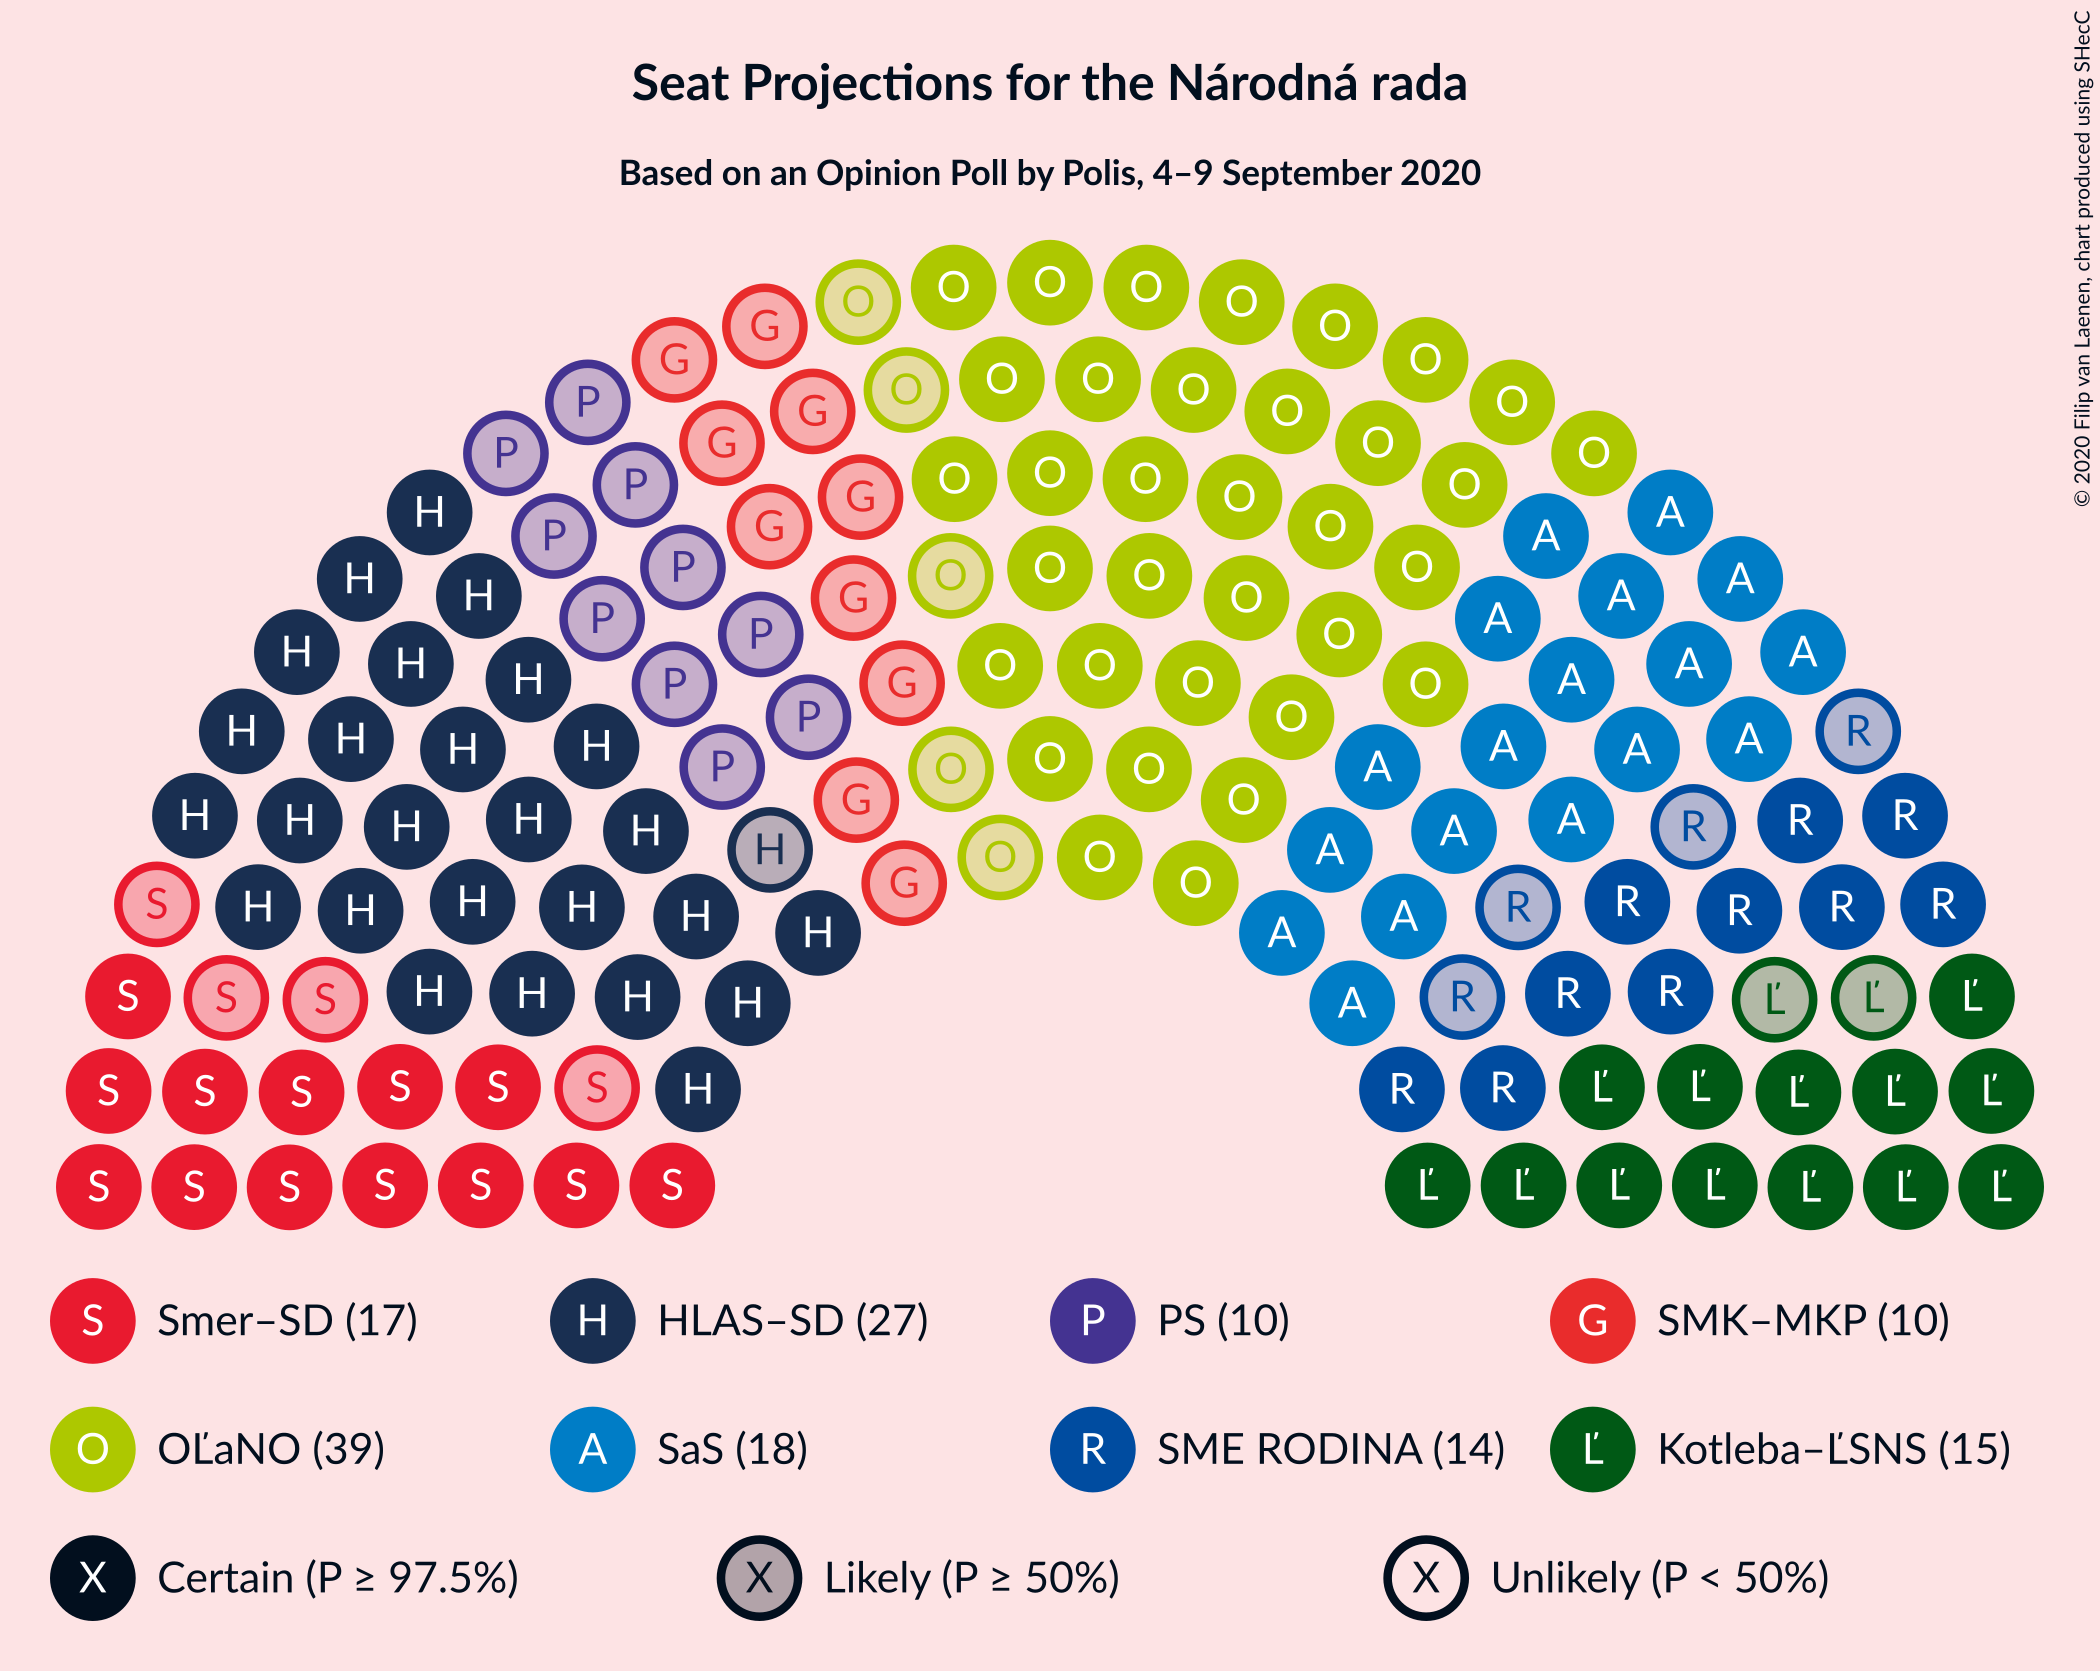 Seat Projections for the Národná rada
Based on an Opinion Poll by Polis, 4–9 September 2020
© 2020 Filip van Laenen, chart produced using SHecC
O O O O O O O O O
G G
P P
H H H H H
S S S
A A A
R R R
Ľ Ľ Ľ
S Smer–SD (17) H HLAS–SD (27) P PS (10) G SMK–MKP (10)
O OĽaNO (39) A SaS (18) R SME RODINA (14) Ľ Kotleba–ĽSNS (15)
X Certain (P ≥ 97.5%) X Likely (P ≥ 50%) X Unlikely (P < 50%)